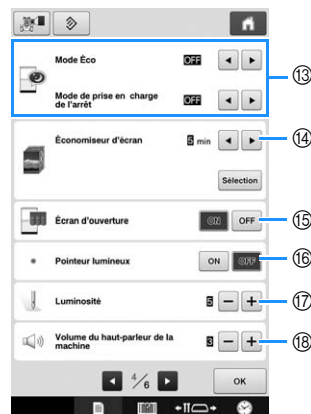 Mode Éco OFF
⑬
Mode de prise en charge
de l'arrêt OFF
Économiseur d'écran 5 min
⑭
Sélection
Écran d'ouverture ON OFF
⑮
Pointeur lumineux ON OFF
⑯
Luminosité 5 − +
⑰
Volume du haut-parleur de la
machine 3 − +
⑱
4/6 OK